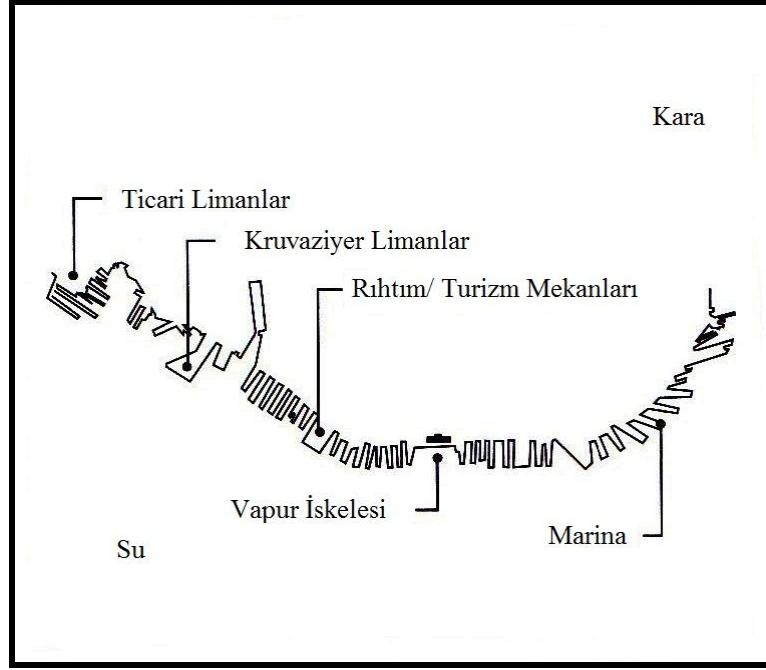 Kara
Ticari Limanlar
Kruvaziyer Limanlar
Rıhtım/ Turizm Mekanları
Vapur İskelesi
Marina
Su